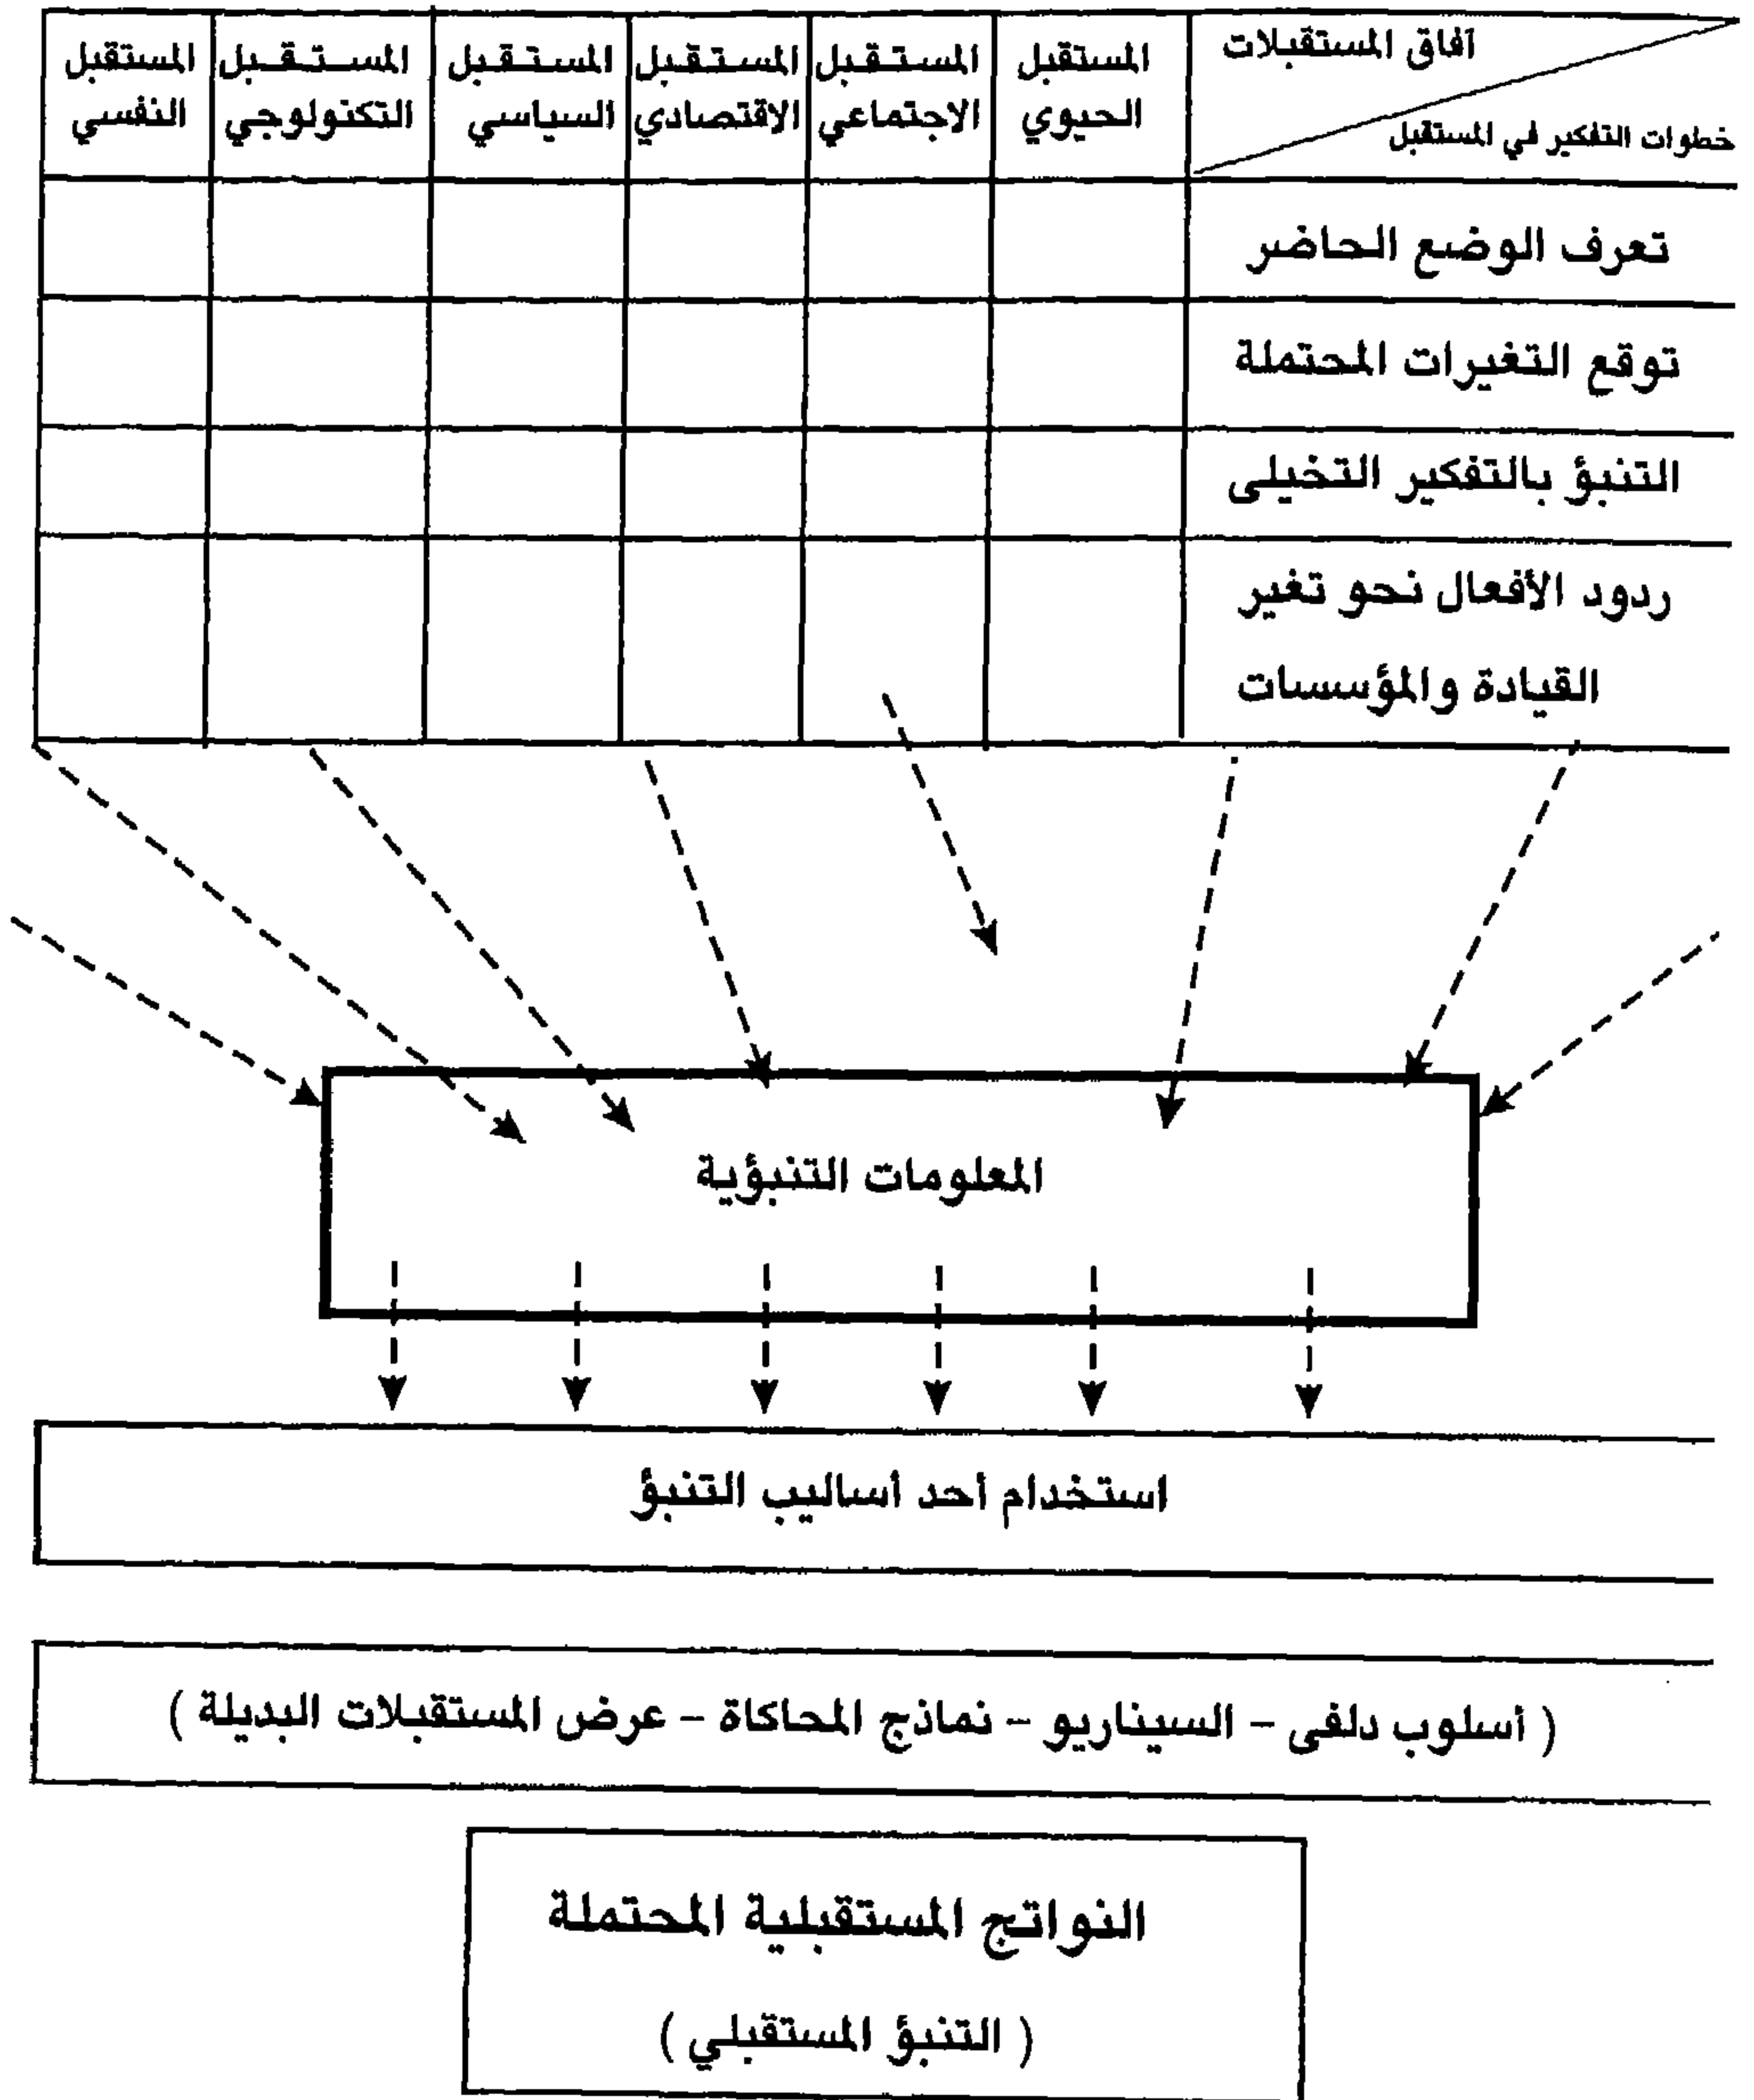 آفاق المستقبلات
خطوات التفكير في المستقبل
المستقبل الحيوي
المستقبل الاجتماعي
المستقبل الاقتصادي
المستقبل السياسي
المستقبل التكنولوجي
المستقبل النفسي
تعرف الوضع الحاضر
توقع التغيرات المحتملة
التنبؤ بالتفكير التخيلى
ردود الأفعال نحو تغير
القيادة والمؤسسات
المعلومات التنبؤية
استخدام أحد أساليب التنبؤ
( أسلوب دلفى – السيناريو – نماذج المحاكاة – عرض المستقبلات البديلة )
النواتج المستقبلية المحتملة
( التنبؤ المستقبلي )